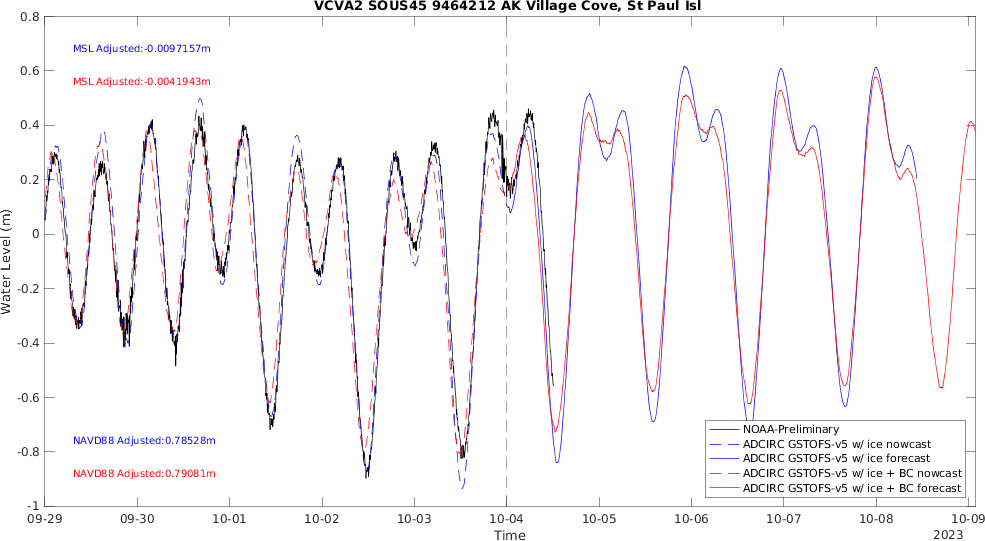 VCVA2 SOUS45 9464212 AK Village Cove, St Paul Isl
0.8
0.6
0.4
0.2
0
-0.2
-0.4
-0.6
-0.8
-1
Water Level (m)
MSL Adjusted:-0.0097157m
MSL Adjusted:-0.0041943m
NAVD88 Adjusted:0.78528m
NAVD88 Adjusted:0.79081m
NOAA-Preliminary
ADCIRC GSTOFS-v5 w/ ice nowcast
ADCIRC GSTOFS-v5 w/ ice forecast
ADCIRC GSTOFS-v5 w/ ice + BC nowcast
ADCIRC GSTOFS-v5 w/ ice + BC forecast
09-29 09-30 10-01 10-02 10-03 10-04 10-05 10-06 10-07 10-08 10-09
Time
2023